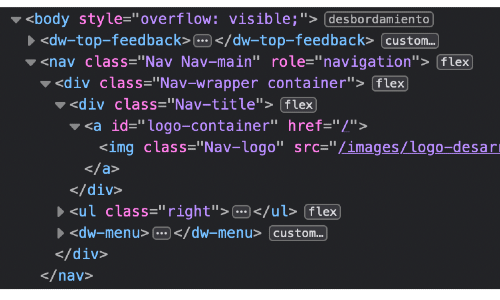 <body style="overflow: visible;"> desbordamiento
<dw-top-feedback> ••• </dw-top-feedback> custom…
<nav class="Nav Nav-main" role="navigation"> flex
<div class="Nav-wrapper container"> flex
<div class="Nav-title"> flex
<a id="logo-container" href="/">
<img class="Nav-logo" src="/images/logo-desarr
</a>
</div>
<ul class="right"> ••• </ul> flex
<dw-menu> ••• </dw-menu> custom…
</div>
</nav>